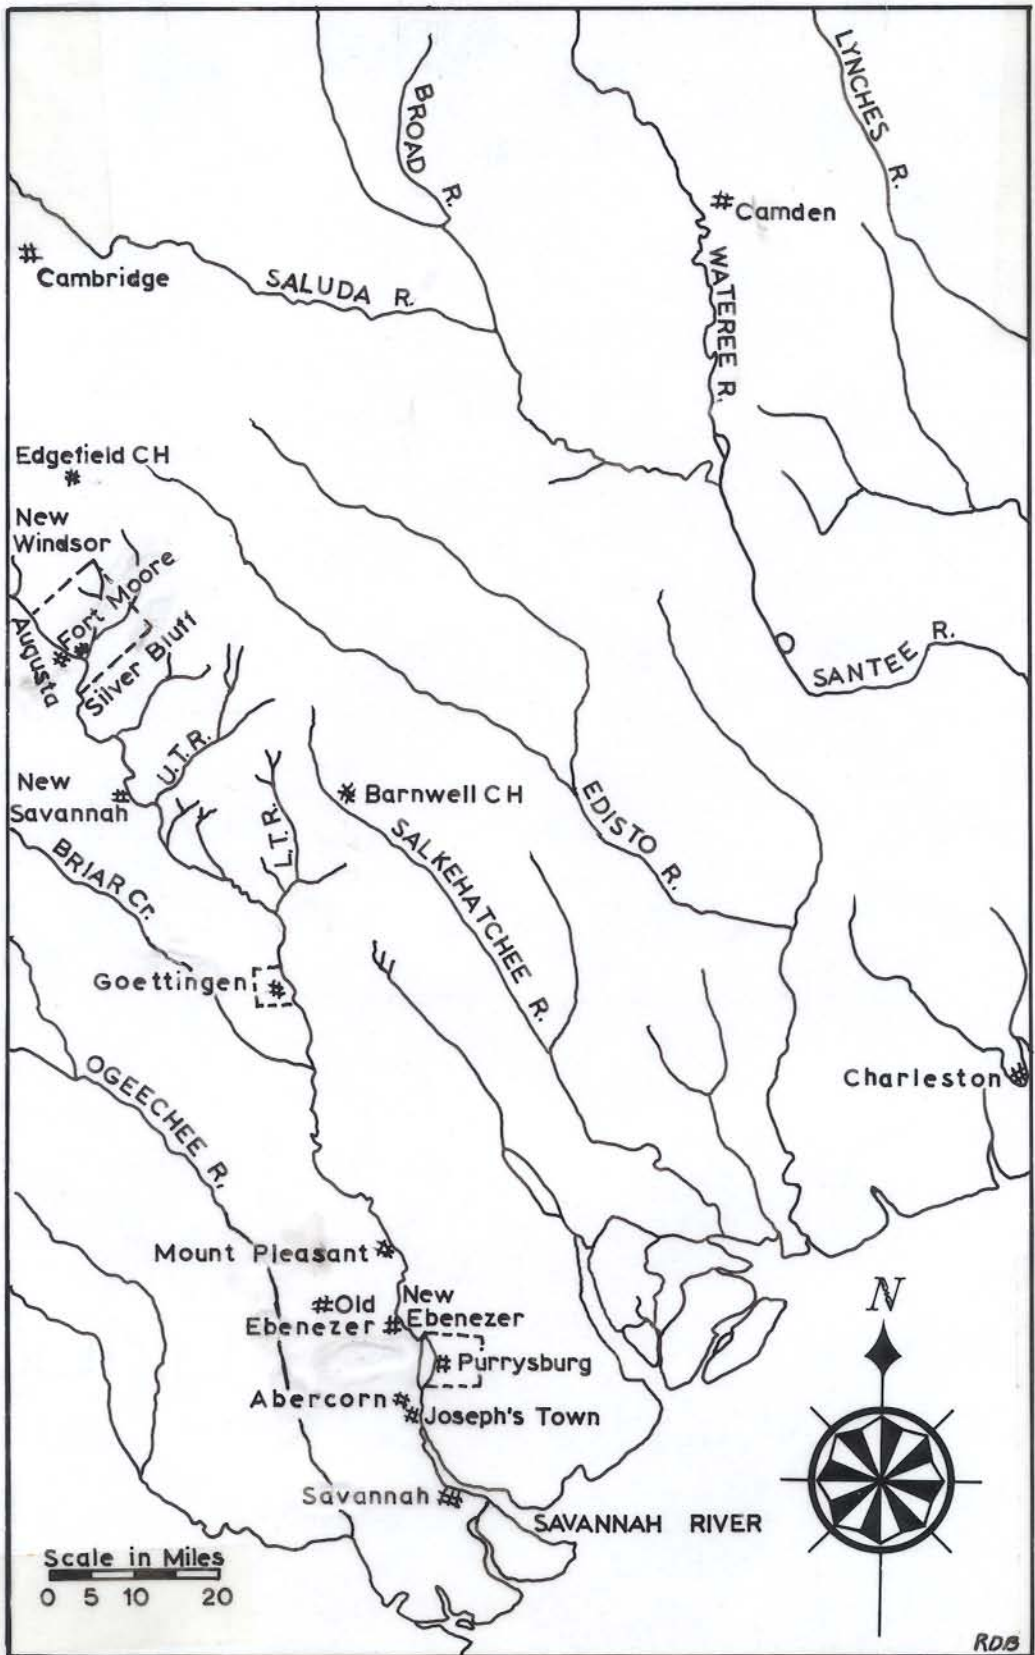 BROAD R.
LYNCHES R.
Camden
Cambridge
SALUDA R.
WATEREE R.
Edgefield CH
New
Windsor
Fort Moore
Augusta
Silver Bluff
SANTEE R.
U.T.R.
New
Savannah
Barnwell CH
L.T.R.
EDISTO R.
BRIAR Cr.
SALKEHATCHEE R.
Goettingen
OGEECHEE R.
Charleston
Mount Pleasant
Old
Ebenezer
New
Ebenezer
Purrysburg
Abercorn
Joseph's Town
N
Savannah
SAVANNAH RIVER
Scale in Miles
0 5 10 20
RDB